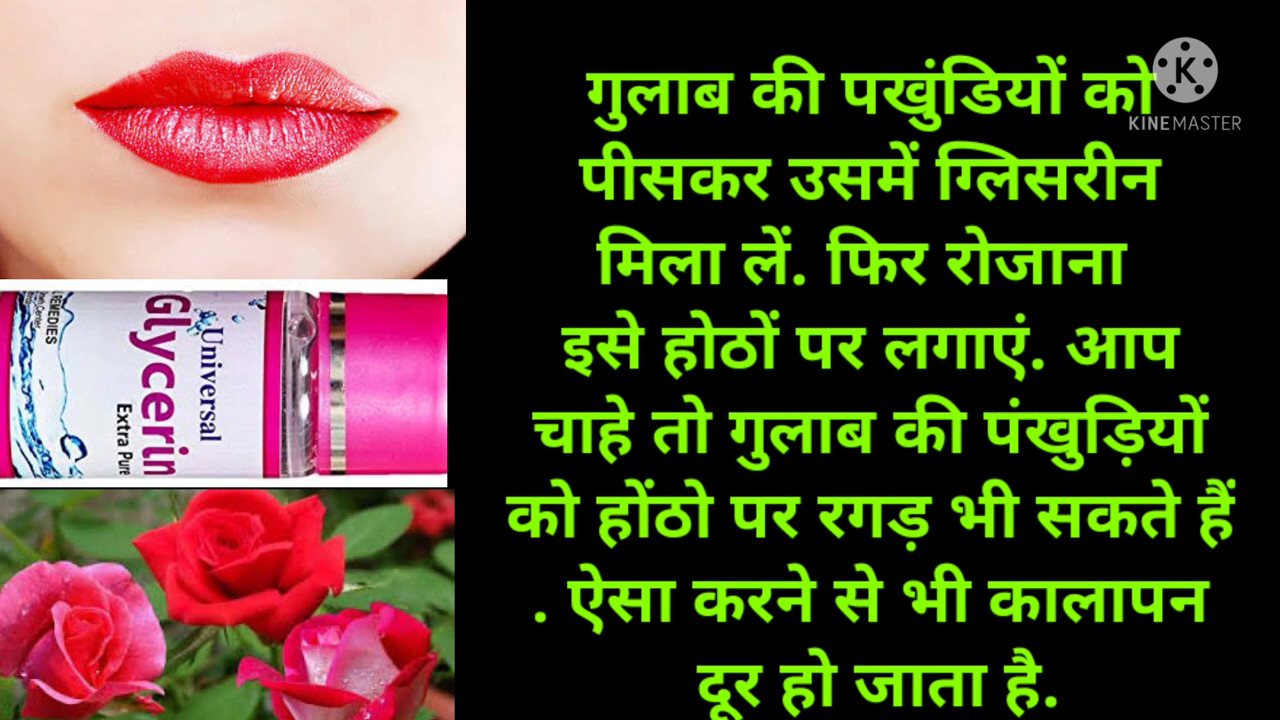 गुलाब की पखुंडियों को
पीसकर उसमें ग्लिसरीन
मिला लें. फिर रोजाना
इसे होठों पर लगाएं. आप
चाहे तो गुलाब की पंखुड़ियों
को होंठो पर रगड़ भी सकते हैं
. ऐसा करने से भी कालापन
दूर हो जाता है.
K
KINEMASTER
Universal
Glycerin
Extra Pure
REMEDIES